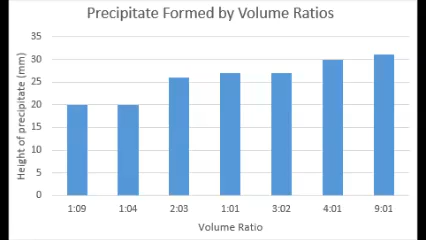 Precipitate Formed by Volume Ratios
35
30
25
20
15
10
5
0
Height of precipitate (mm)
1:09 1:04 2:03 1:01 3:02 4:01 9:01
Volume Ratio